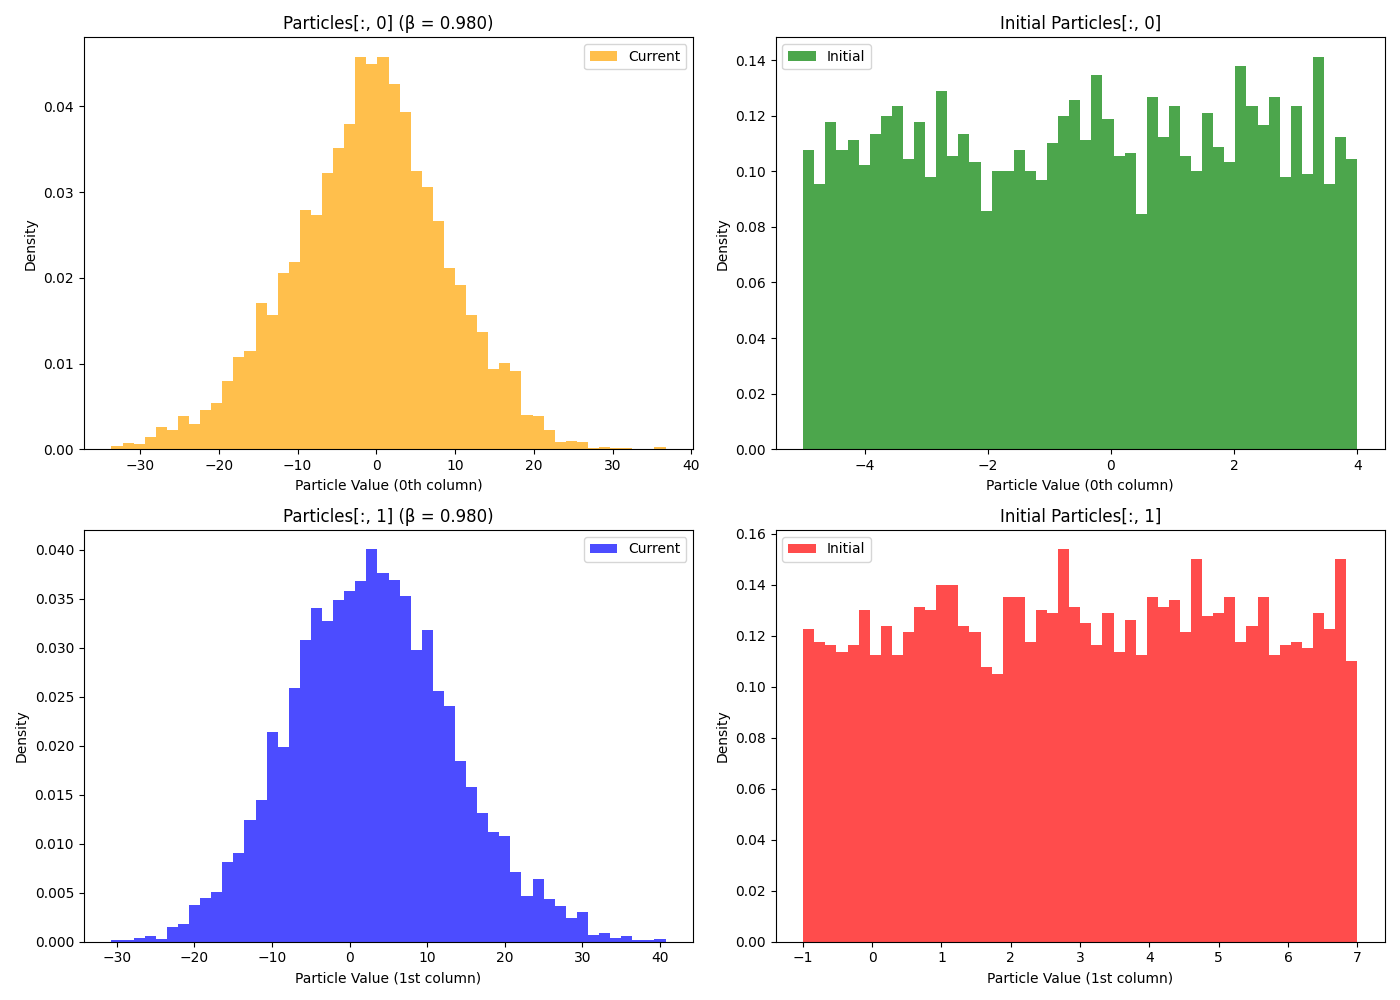 Particles[:, 0] (β = 0.980)
Current
Density
0.04
0.03
0.02
0.01
0.00
−30 −20 −10 0 10 20 30 40
Particle Value (0th column)
Initial Particles[:, 0]
Initial
Density
0.14
0.12
0.10
0.08
0.06
0.04
0.02
0.00
−4 −2 0 2 4
Particle Value (0th column)
Particles[:, 1] (β = 0.980)
Current
Density
0.040
0.035
0.030
0.025
0.020
0.015
0.010
0.005
0.000
−30 −20 −10 0 10 20 30 40
Particle Value (1st column)
Initial Particles[:, 1]
Initial
Density
0.16
0.14
0.12
0.10
0.08
0.06
0.04
0.02
0.00
−1 0 1 2 3 4 5 6 7
Particle Value (1st column)